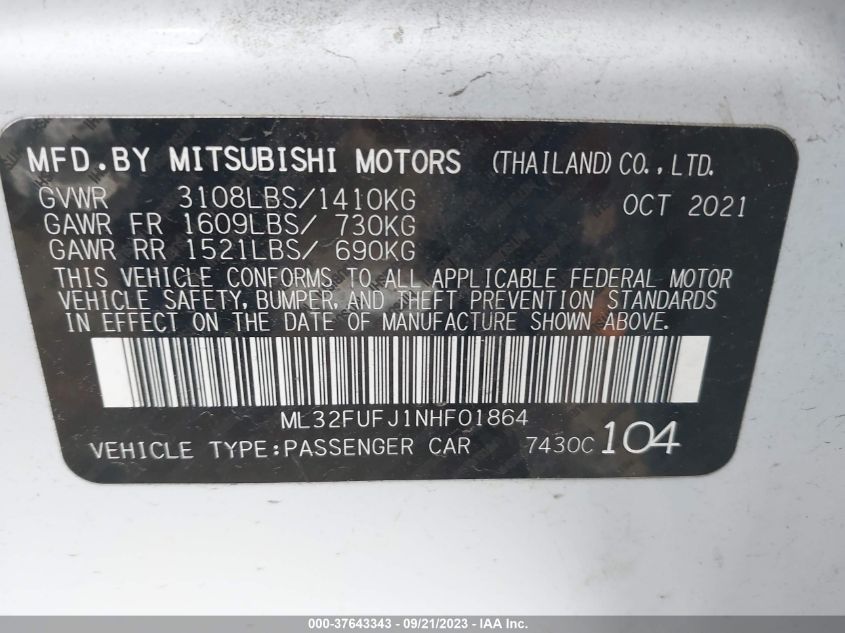 MFD.BY MITSUBISHI MOTORS (THAILAND) CO., LTD.
GVWR 3108LBS/1410KG OCT 2021
GAWR FR 1609LBS/ 730KG
GAWR RR 1521LBS/ 690KG
THIS VEHICLE CONFORMS TO ALL APPLICABLE FEDERAL MOTOR
VEHICLE SAFETY, BUMPER, AND THEFT PREVENTION STANDARDS
IN EFFECT ON THE DATE OF MANUFACTURE SHOWN ABOVE.
ML32FUFJ1NHF01864
VEHICLE TYPE:PASSENGER CAR 7430C 104
000-37643343 - 09/21/2023 - IAA Inc.